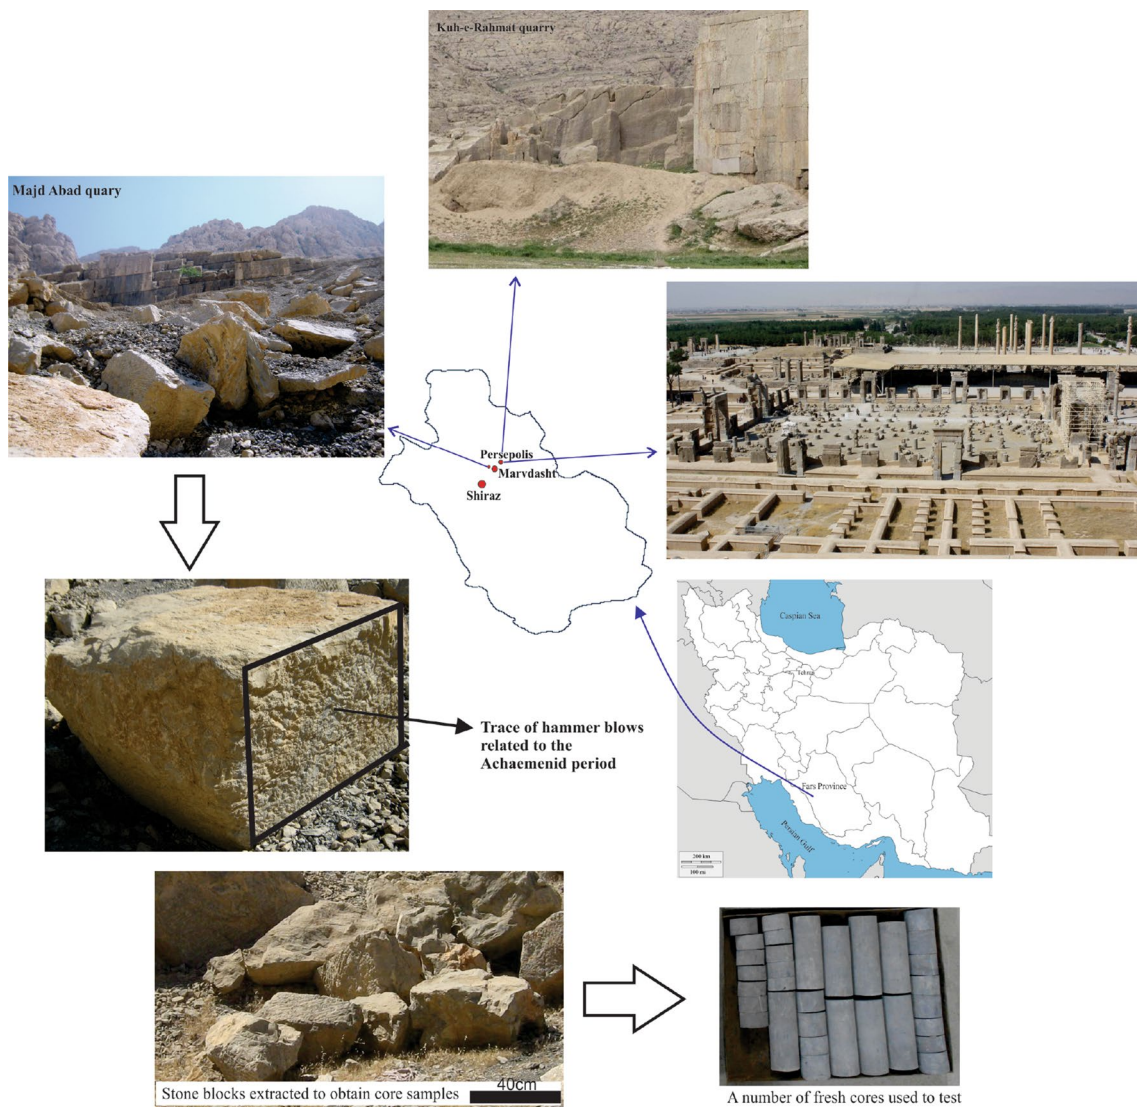 Kuh-e-Rahmat quarry
Majd Abad quary
Persepolis
Marvdasht
Shiraz
Caspian Sea
Tehran
Trace of hammer blows
related to the
Achaemenid period
Fars Province
Persian Gulf
200 km
100 mi
Stone blocks extracted to obtain core samples
40cm
A number of fresh cores used to test